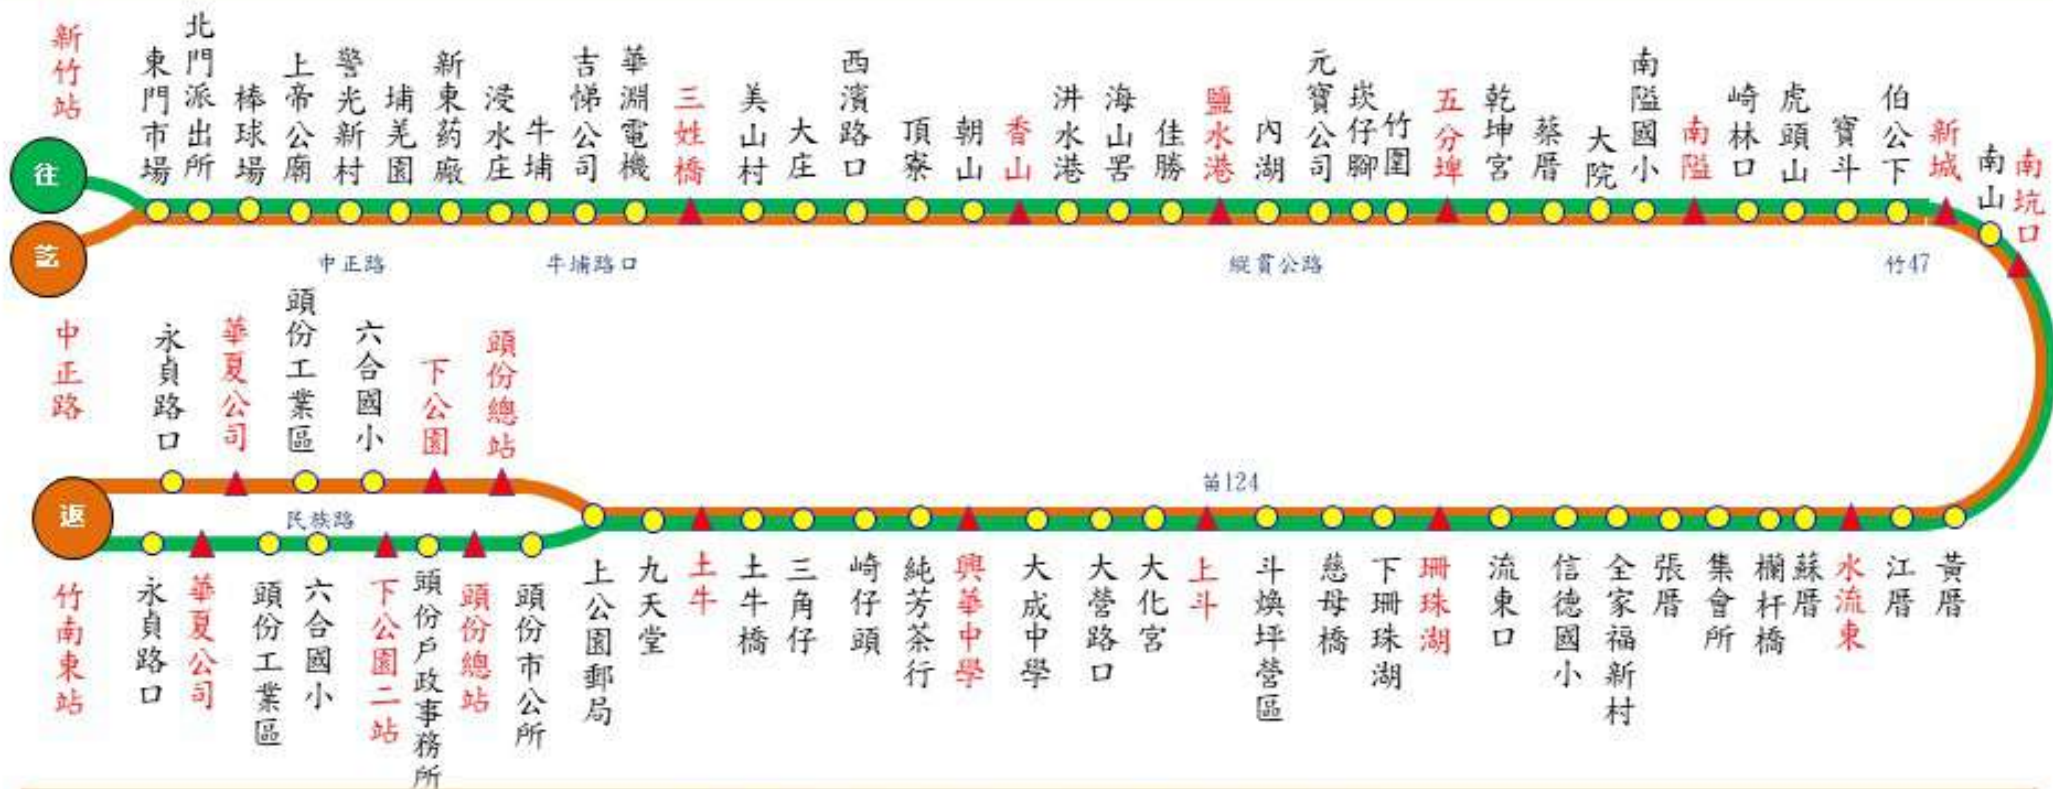 新竹站
東門市場
北門派出所
棒球場
上帝公廟
警光新村
埔羌園
新東葯廠
浸水庄
牛埔
吉悌公司
華淵電機
三姓橋
美山村
大庄
西濱路口
頂寮
朝山
香山
洪水港
海山罟
佳勝
鹽水港
內湖
元寶公司
崁仔腳
竹圍
五分埤
乾坤宮
蔡厝
大院
南隘國小
南隘
崎林口
虎頭山
寶斗
伯公下
新城
南山
南坑口
往
訖
中正路
牛埔路口
縱貫公路
竹47
中正路
永貞路口
華夏公司
頭份工業區
六合國小
下公園
頭份總站
返
民族路
苗124
竹南東站
永貞路口
華夏公司
頭份工業區
六合國小
下公園二站
頭份戶政事務所
頭份總站
頭份市公所
上公園郵局
九天堂
土牛
土牛橋
三角仔
崎仔頭
純芳茶行
興華中學
大成中學
大營路口
大化宮
上斗
斗煥坪營區
慈母橋
下珊珠湖
珊珠湖
流東口
信德國小
全家福新村
張厝
集會所
欄杆橋
蘇厝
水流東
江厝
黃厝